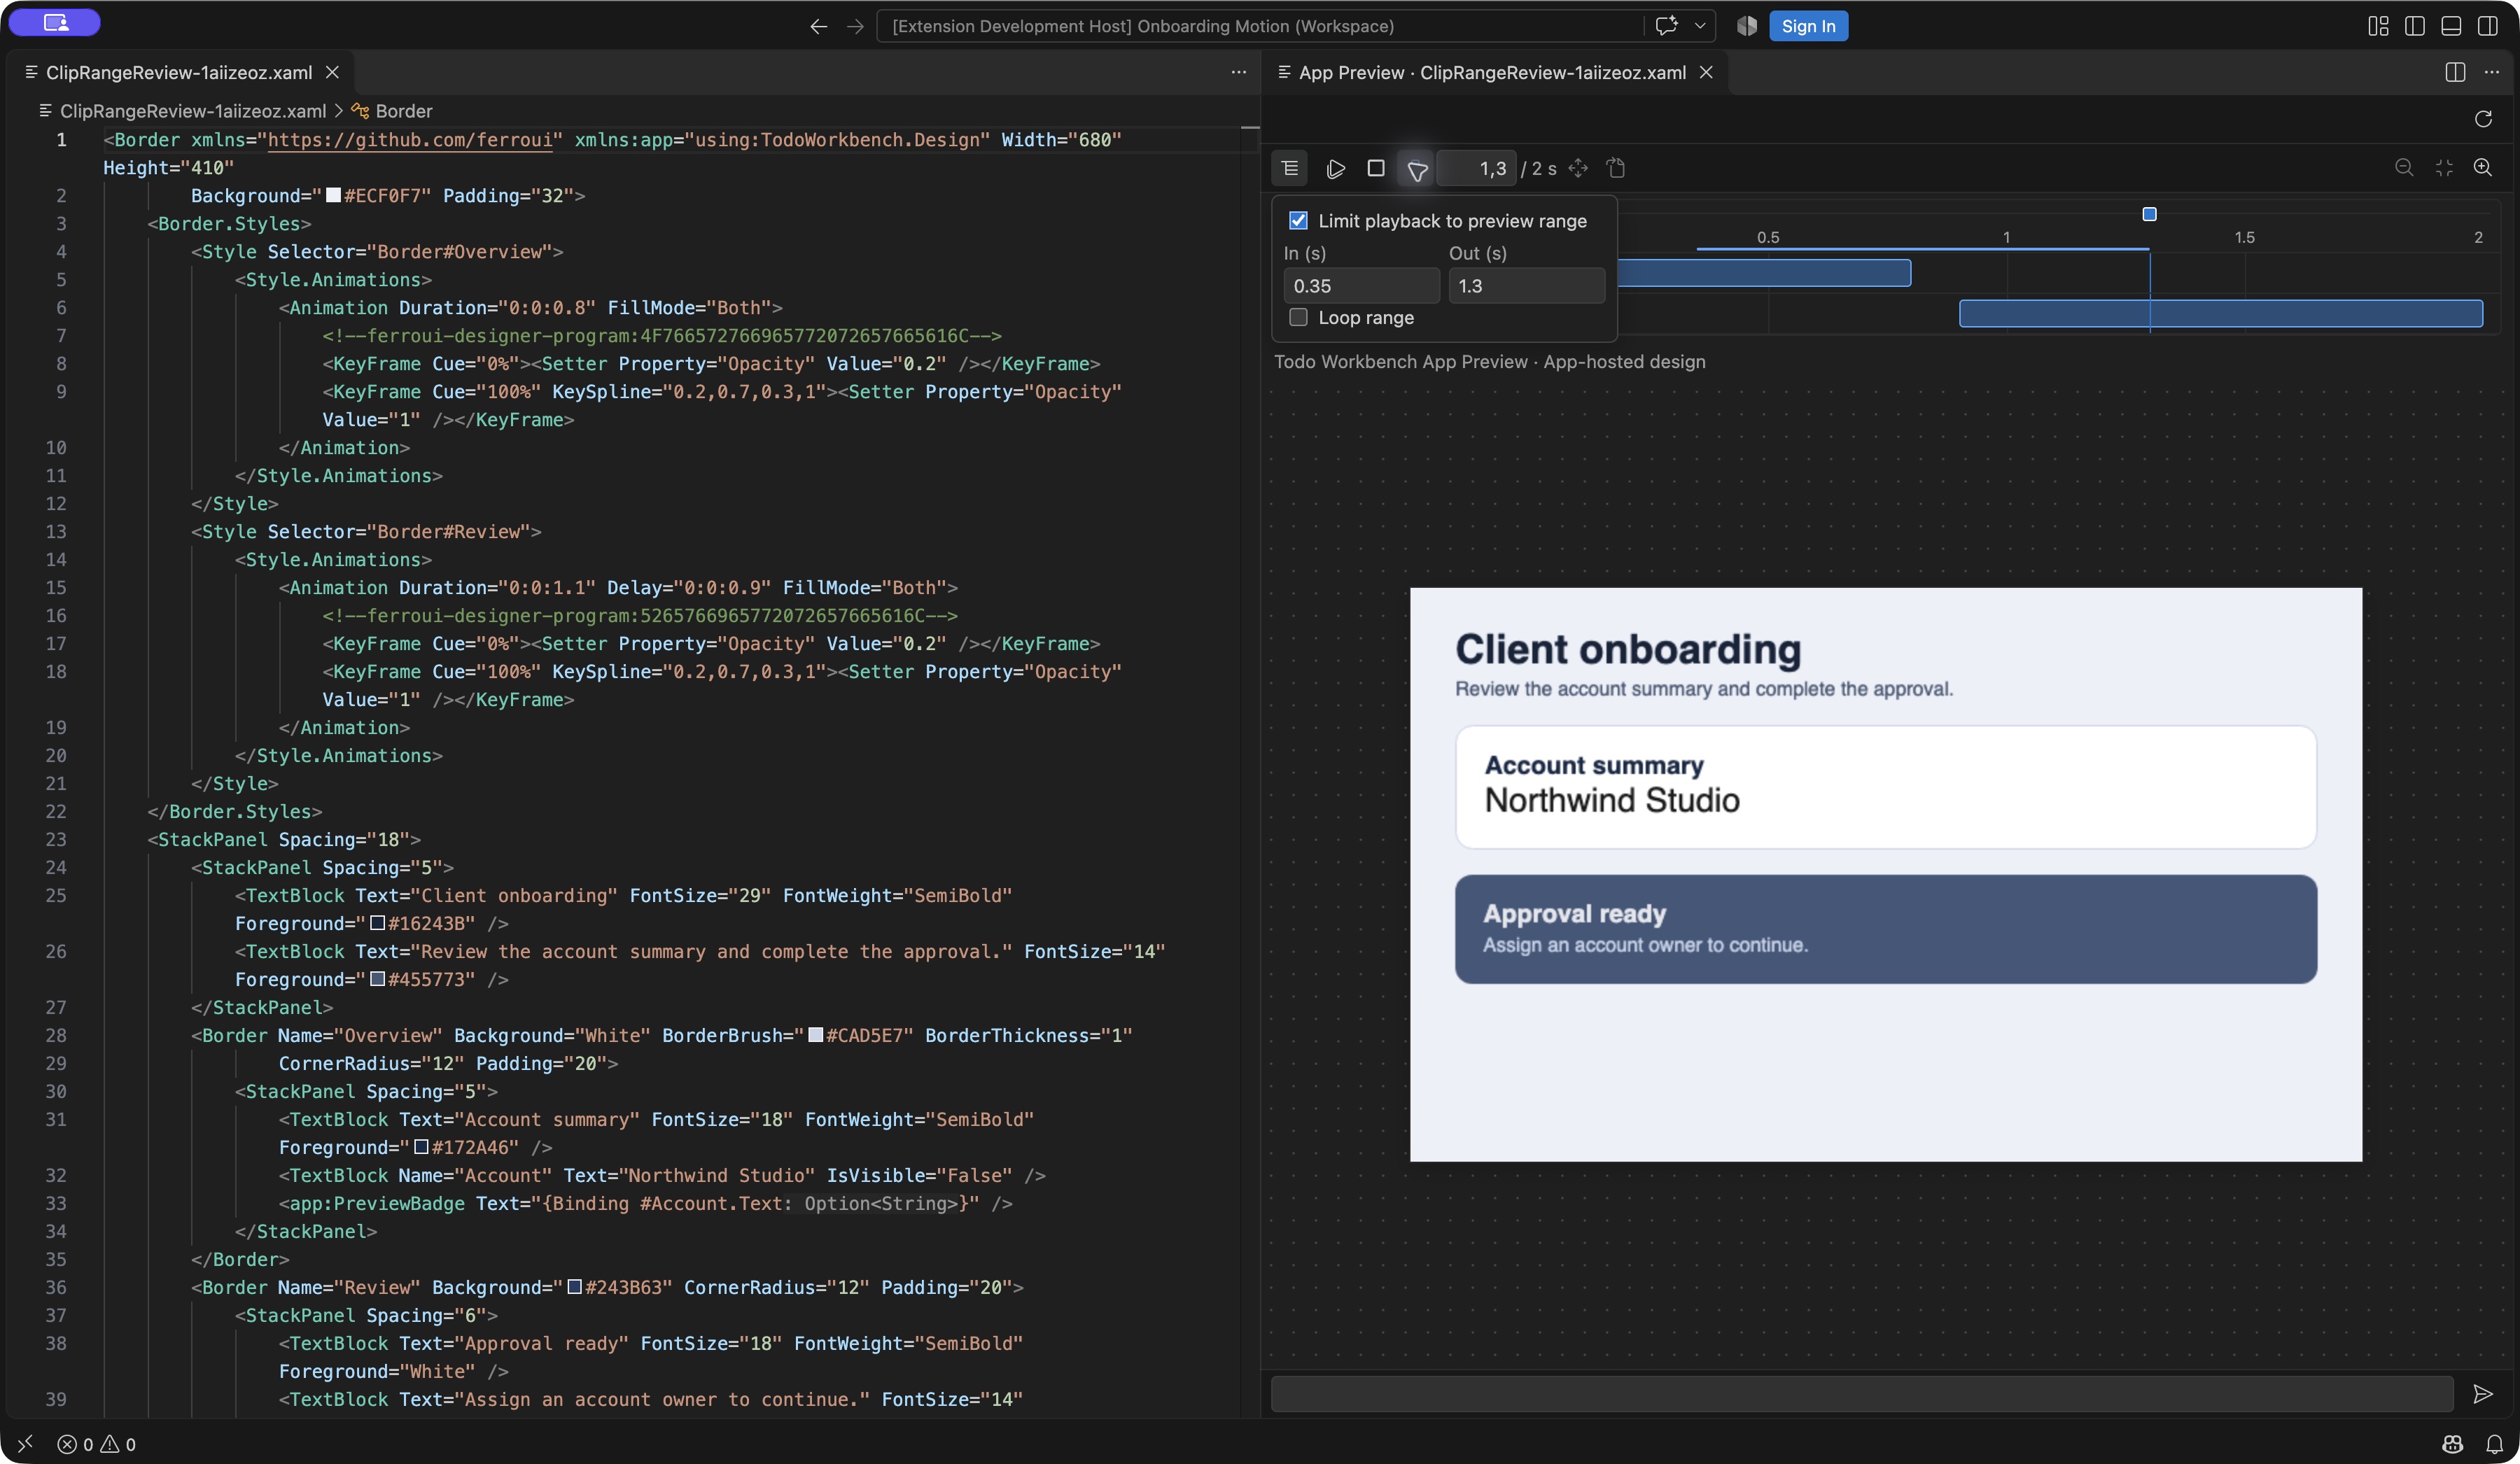 [Extension Development Host] Onboarding Motion (Workspace)
Sign In
ClipRangeReview-1aiizeoz.xaml
ClipRangeReview-1aiizeoz.xaml > Border
1 <Border xmlns="https://github.com/ferroui" xmlns:app="using:TodoWorkbench.Design" Width="680"
Height="410"
2 Background="#ECF0F7" Padding="32">
3 <Border.Styles>
4 <Style Selector="Border#Overview">
5 <Style.Animations>
6 <Animation Duration="0:0:0.8" FillMode="Both">
7 <!--ferroui-designer-program:4F766572766965772072657665616C-->
8 <KeyFrame Cue="0%"><Setter Property="Opacity" Value="0.2" /></KeyFrame>
9 <KeyFrame Cue="100%" KeySpline="0.2,0.7,0.3,1"><Setter Property="Opacity"
Value="1" /></KeyFrame>
10 </Animation>
11 </Style.Animations>
12 </Style>
13 <Style Selector="Border#Review">
14 <Style.Animations>
15 <Animation Duration="0:0:1.1" Delay="0:0:0.9" FillMode="Both">
16 <!--ferroui-designer-program:526576696577207265766561 6C-->
17 <KeyFrame Cue="0%"><Setter Property="Opacity" Value="0.2" /></KeyFrame>
18 <KeyFrame Cue="100%" KeySpline="0.2,0.7,0.3,1"><Setter Property="Opacity"
Value="1" /></KeyFrame>
19 </Animation>
20 </Style.Animations>
21 </Style>
22 </Border.Styles>
23 <StackPanel Spacing="18">
24 <StackPanel Spacing="5">
25 <TextBlock Text="Client onboarding" FontSize="29" FontWeight="SemiBold"
Foreground="#16243B" />
26 <TextBlock Text="Review the account summary and complete the approval." FontSize="14"
Foreground="#455773" />
27 </StackPanel>
28 <Border Name="Overview" Background="White" BorderBrush="#CAD5E7" BorderThickness="1"
29 CornerRadius="12" Padding="20">
30 <StackPanel Spacing="5">
31 <TextBlock Text="Account summary" FontSize="18" FontWeight="SemiBold"
Foreground="#172A46" />
32 <TextBlock Name="Account" Text="Northwind Studio" IsVisible="False" />
33 <app:PreviewBadge Text="{Binding #Account.Text: Option<String>}" />
34 </StackPanel>
35 </Border>
36 <Border Name="Review" Background="#243B63" CornerRadius="12" Padding="20">
37 <StackPanel Spacing="6">
38 <TextBlock Text="Approval ready" FontSize="18" FontWeight="SemiBold"
Foreground="White" />
39 <TextBlock Text="Assign an account owner to continue." FontSize="14"
App Preview · ClipRangeReview-1aiizeoz.xaml
1,3 / 2 s
Limit playback to preview range
In (s) Out (s)
0.35 1.3
Loop range
0.5 1 1.5 2
Todo Workbench App Preview · App-hosted design
Client onboarding
Review the account summary and complete the approval.
Account summary
Northwind Studio
Approval ready
Assign an account owner to continue.
0 0